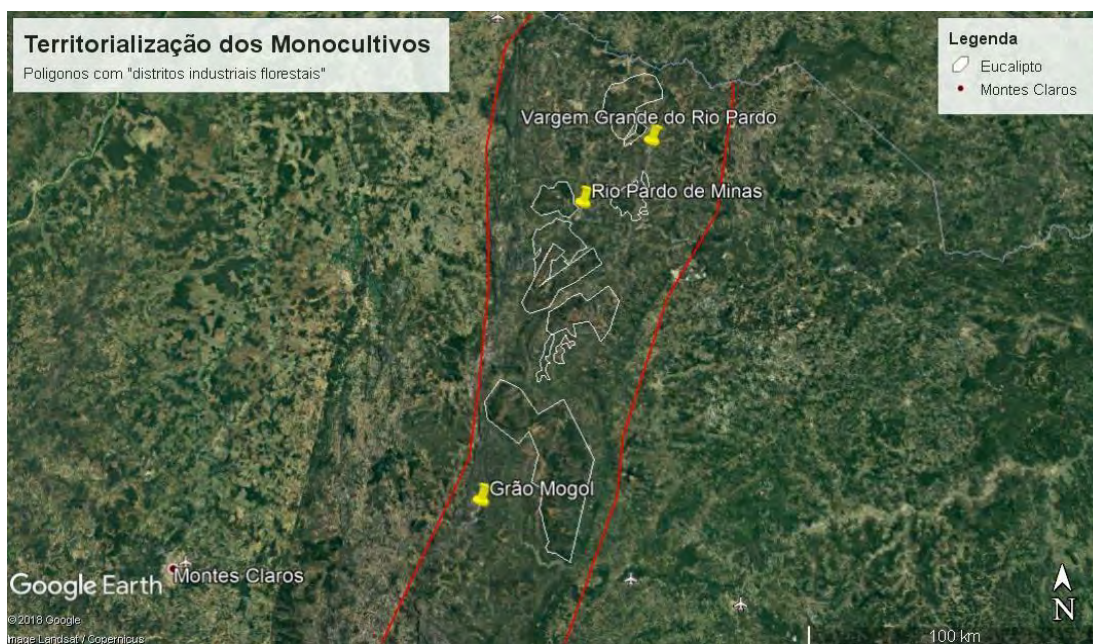 Territorialização dos Monocultivos
Poligonos com "distritos industriais florestais"
Legenda
Eucalipto
Montes Claros
Vargem Grande do Rio Pardo
Rio Pardo de Minas
Grão Mogol
Montes Claros
Google Earth
©2018 Google
Image Landsat / Copernicus
N
100 km